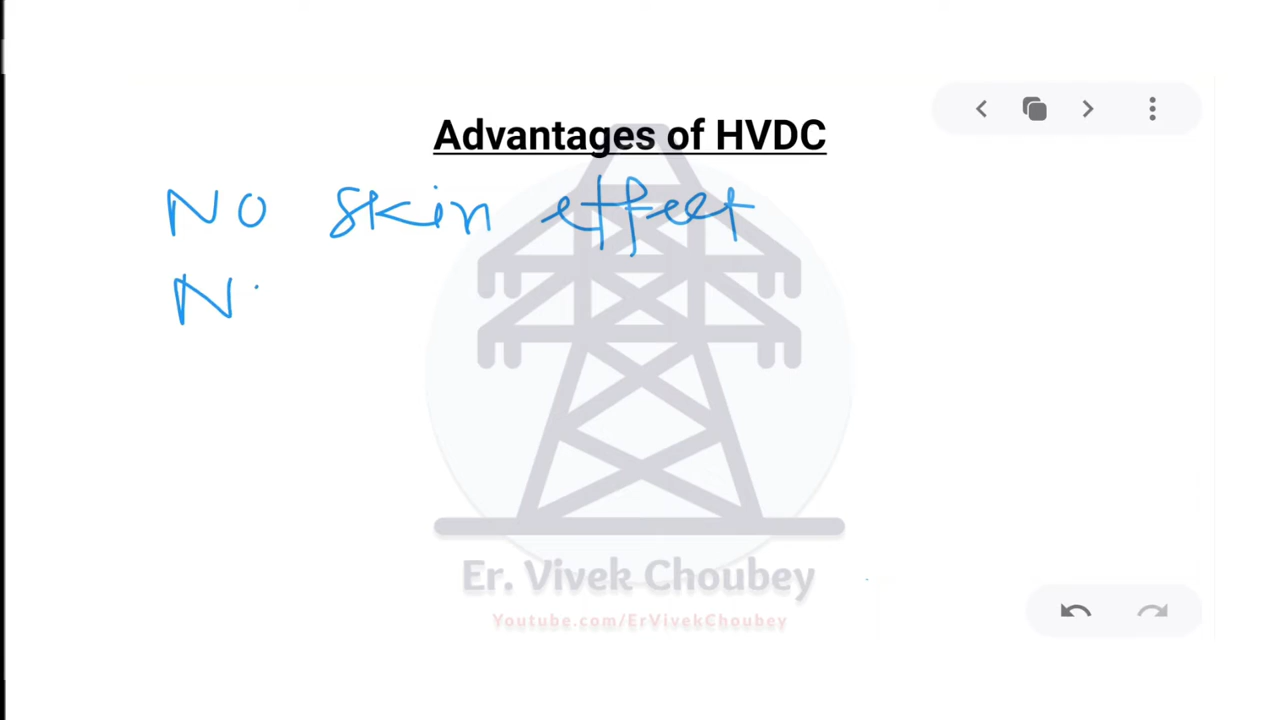 Advantages of HVDC
NO skin effect
N
Er. Vivek Choubey
Youtube.com/ErVivekChoubey